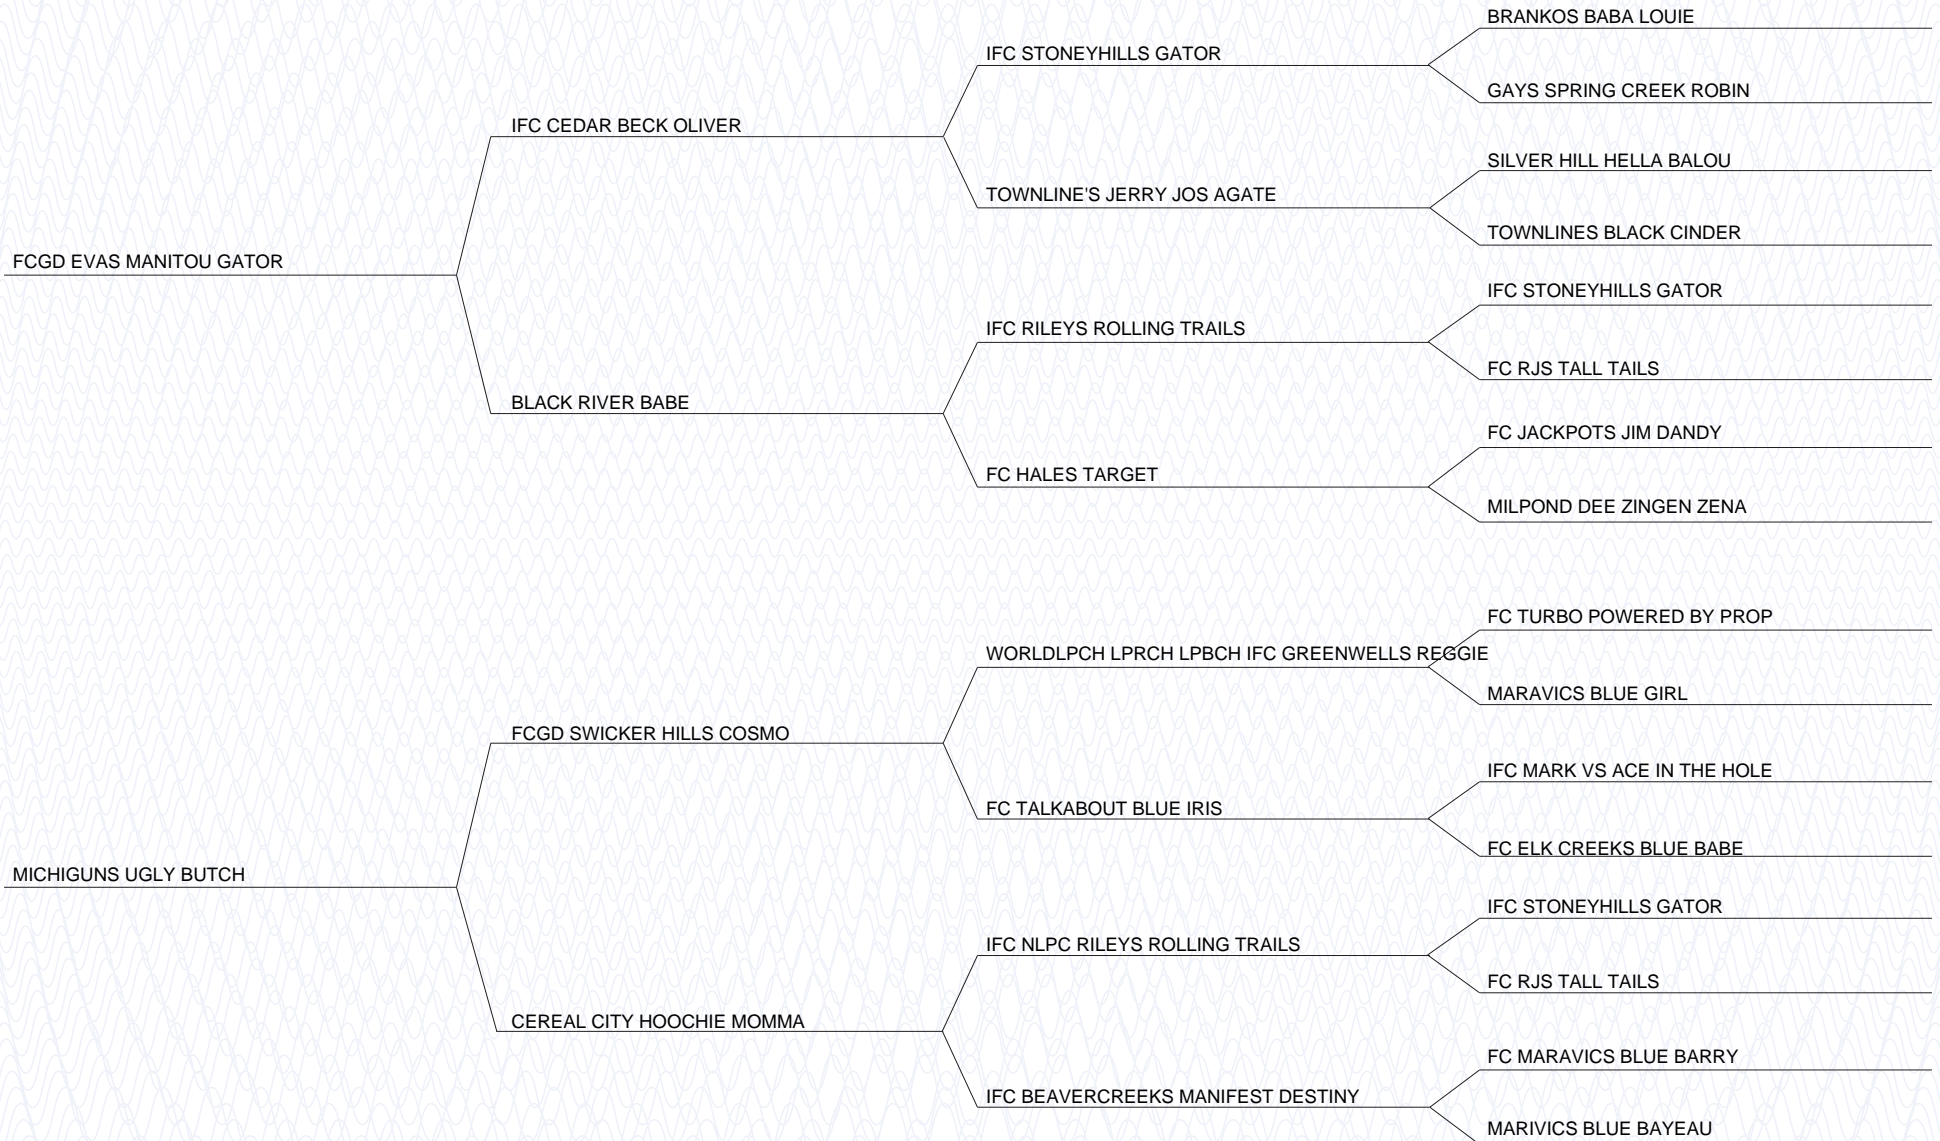 BRANKOS BABA LOUIE
IFC STONEYHILLS GATOR
GAYS SPRING CREEK ROBIN
IFC CEDAR BECK OLIVER
SILVER HILL HELLA BALOU
TOWNLINE'S JERRY JOS AGATE
TOWNLINES BLACK CINDER
FCGD EVAS MANITOU GATOR
IFC STONEYHILLS GATOR
IFC RILEYS ROLLING TRAILS
FC RJS TALL TAILS
BLACK RIVER BABE
FC JACKPOTS JIM DANDY
FC HALES TARGET
MILPOND DEE ZINGEN ZENA
FC TURBO POWERED BY PROP
WORLDLPCH LPRCH LPBCH IFC GREENWELLS REGGIE
MARAVICS BLUE GIRL
FCGD SWICKER HILLS COSMO
IFC MARK VS ACE IN THE HOLE
FC TALKABOUT BLUE IRIS
FC ELK CREEKS BLUE BABE
MICHIGUNS UGLY BUTCH
IFC STONEYHILLS GATOR
IFC NLPC RILEYS ROLLING TRAILS
FC RJS TALL TAILS
CEREAL CITY HOOCHIE MOMMA
FC MARAVICS BLUE BARRY
IFC BEAVERCREEKS MANIFEST DESTINY
MARIVICS BLUE BAYEAU